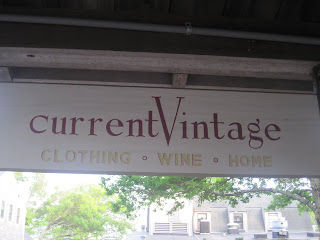 currentVintage
CLOTHING • WINE • HOME